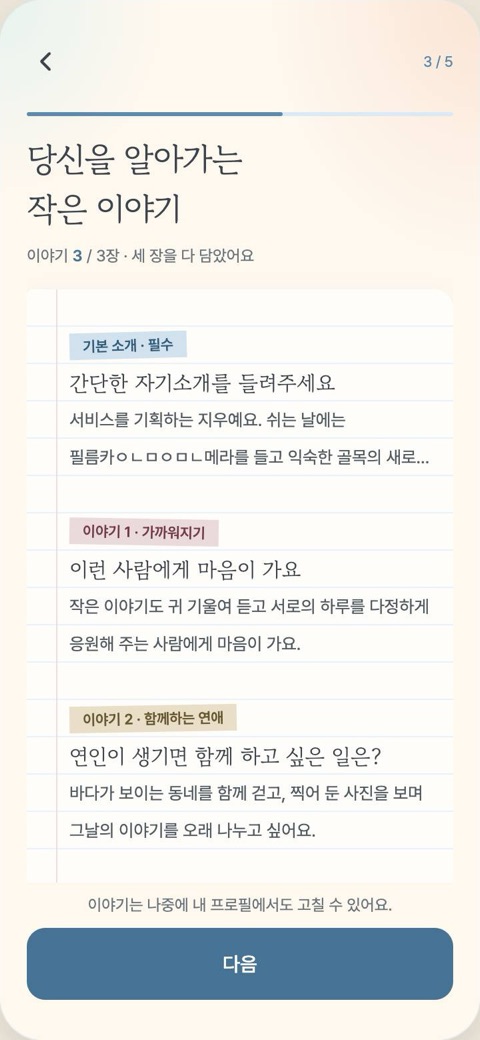 3 / 5
당신을 알아가는
작은 이야기
이야기 3 / 3장 · 세 장을 다 담았어요
기본 소개 · 필수
간단한 자기소개를 들려주세요
서비스를 기획하는 지우예요. 쉬는 날에는
필름카ㅇㄴㅁㅇㅁㄴ메라를 들고 익숙한 골목의 새로...
이야기 1 · 가까워지기
이런 사람에게 마음이 가요
작은 이야기도 귀 기울여 듣고 서로의 하루를 다정하게
응원해 주는 사람에게 마음이 가요.
이야기 2 · 함께하는 연애
연인이 생기면 함께 하고 싶은 일은?
바다가 보이는 동네를 함께 걷고, 찍어 둔 사진을 보며
그날의 이야기를 오래 나누고 싶어요.
이야기는 나중에 내 프로필에서도 고칠 수 있어요.
다음